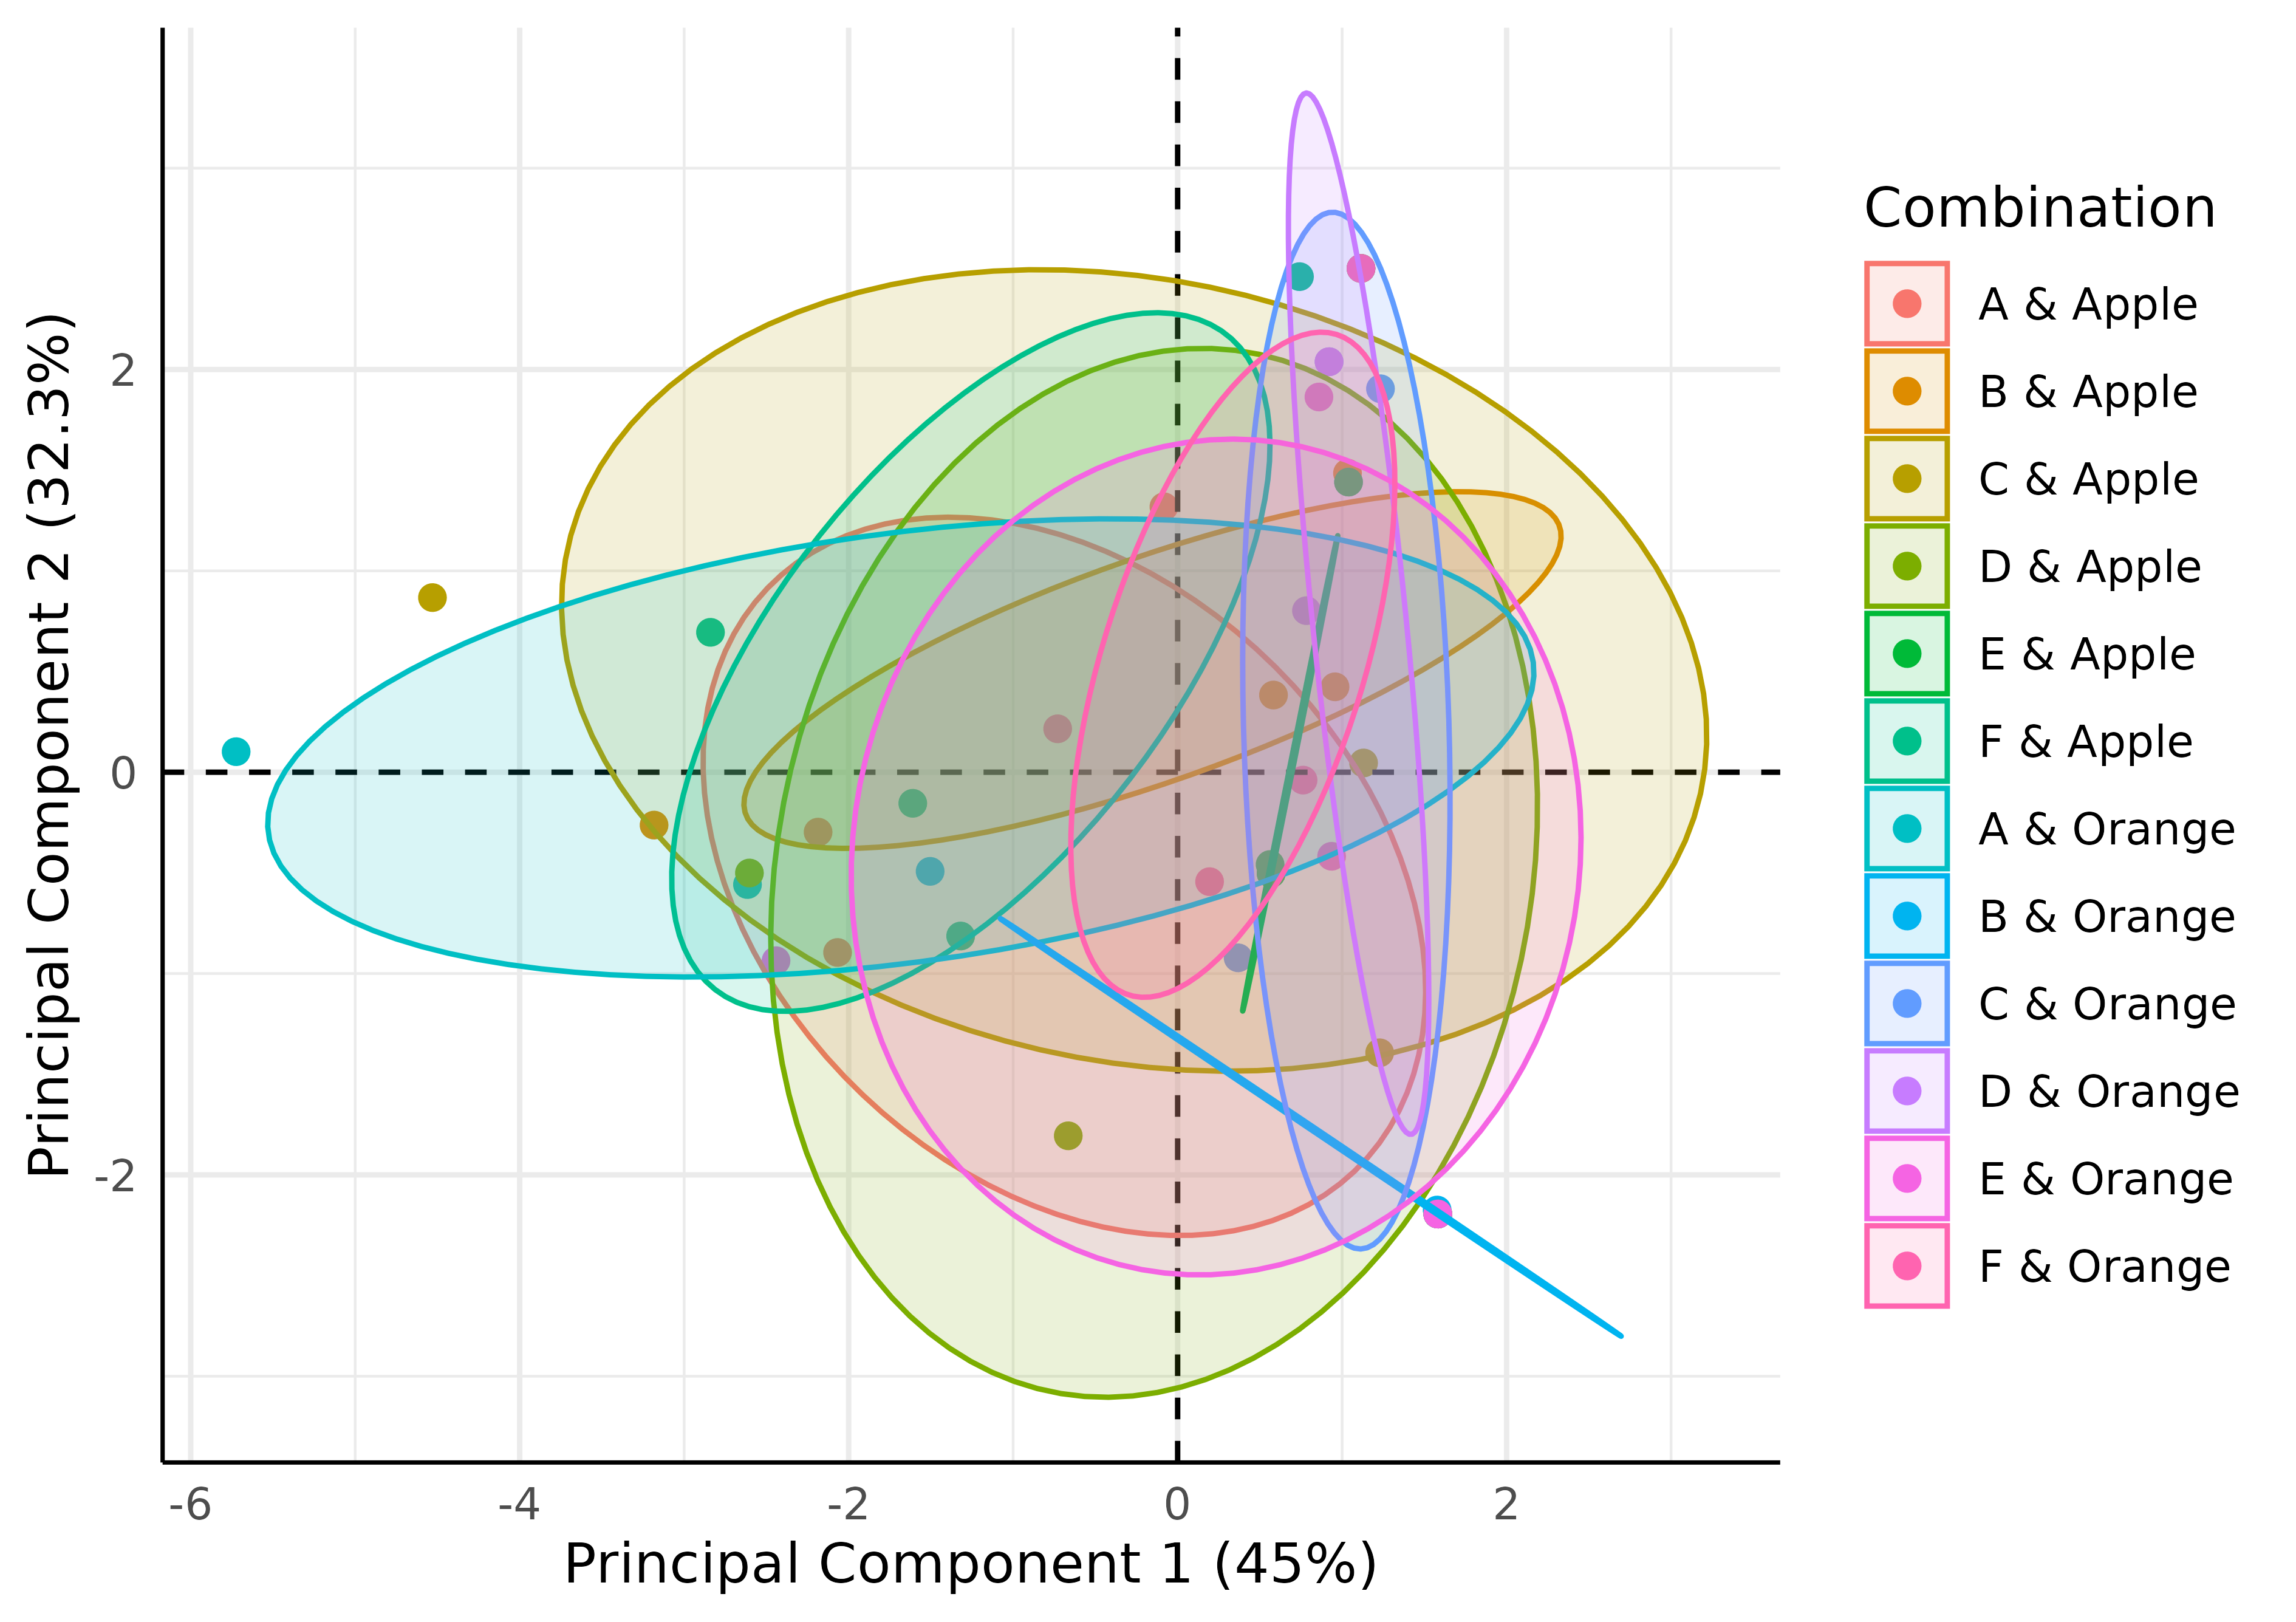 Principal Component 2 (32.3%)
2
0
-2
-6
-4
-2
0
2
Principal Component 1 (45%)
Combination
A & Apple
B & Apple
C & Apple
D & Apple
E & Apple
F & Apple
A & Orange
B & Orange
C & Orange
D & Orange
E & Orange
F & Orange